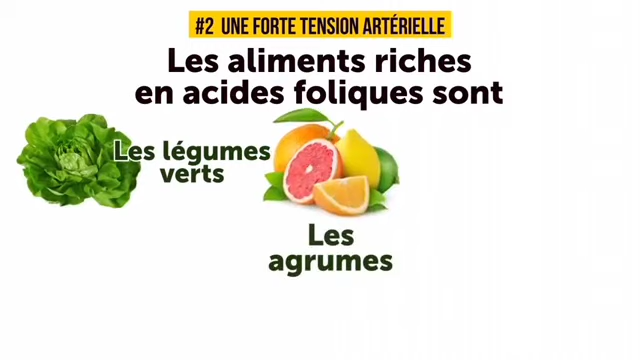 #2 UNE FORTE TENSION ARTÉRIELLE
Les aliments riches
en acides foliques sont
Les légumes
verts
Les
agrumes